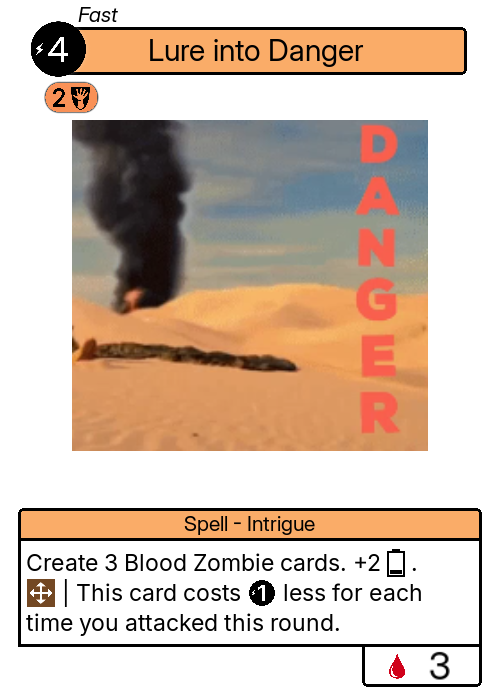 Fast
4
Lure into Danger
2
DANGER
Spell - Intrigue
Create 3 Blood Zombie cards. +2 .
| This card costs 1 less for each
time you attacked this round.
3